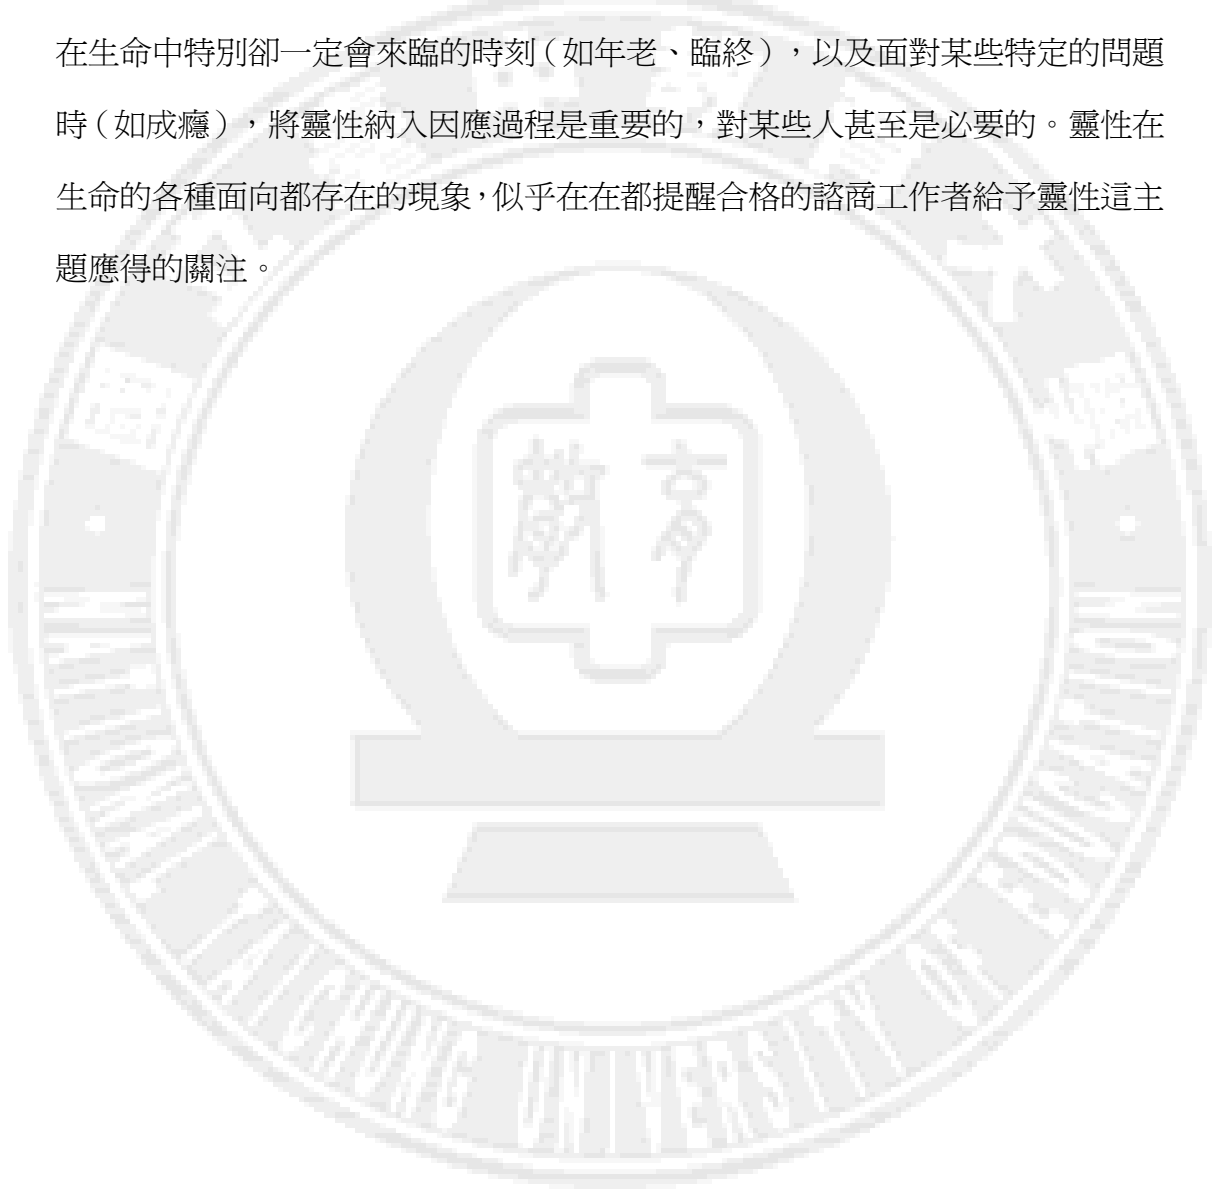 在生命中特別卻一定會來臨的時刻（如年老、臨終），以及面對某些特定的問題
時（如成癮），將靈性納入因應過程是重要的，對某些人甚至是必要的。靈性在
生命的各種面向都存在的現象，似乎在在都提醒合格的諮商工作者給予靈性這主
題應得的關注。
NATIONAL TAICHUNG UNIVERSITY OF EDUCATION